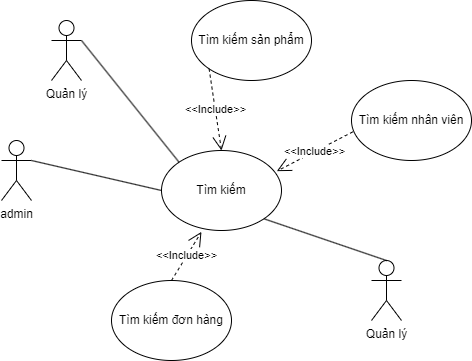 Tìm kiếm sản phẩm
Quản lý
<<Include>>
Tìm kiếm nhân viên
<<Include>>
admin
Tìm kiếm
<<Include>>
Tìm kiếm đơn hàng
Quản lý